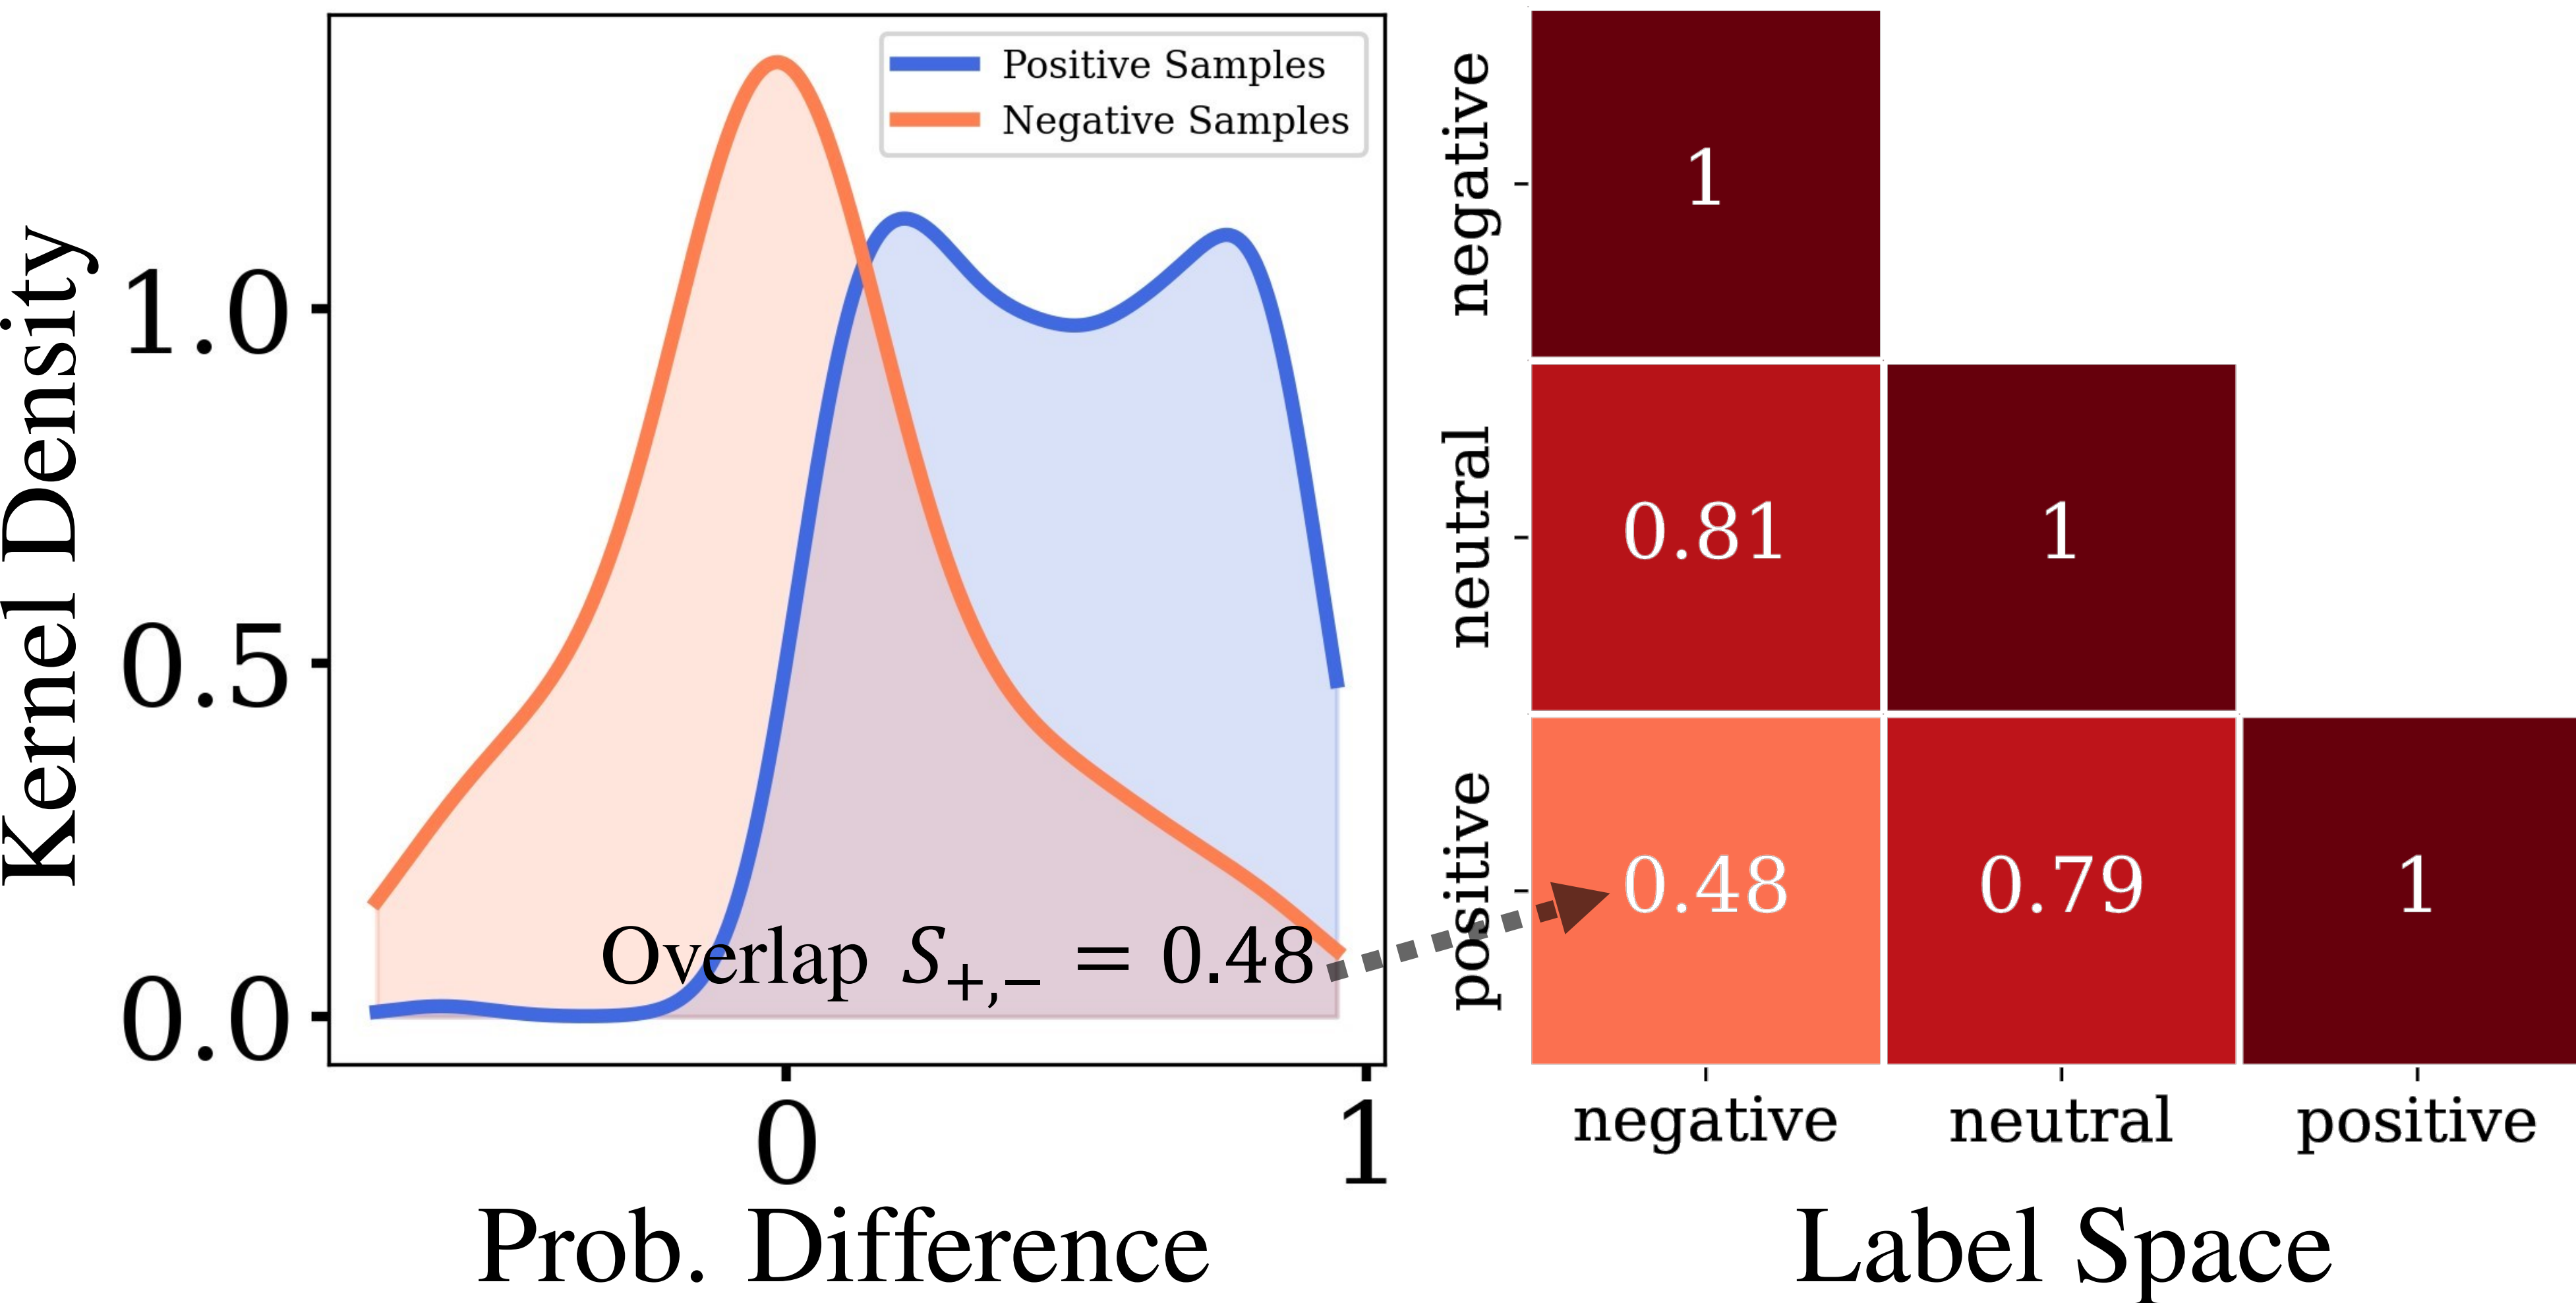 Kernel Density
1.0
0.5
0.0
Positive Samples
Negative Samples
Overlap S+,− = 0.48
0
1
Prob. Difference
negative
neutral
positive
1
0.81
1
0.48
0.79
1
negative
neutral
positive
Label Space